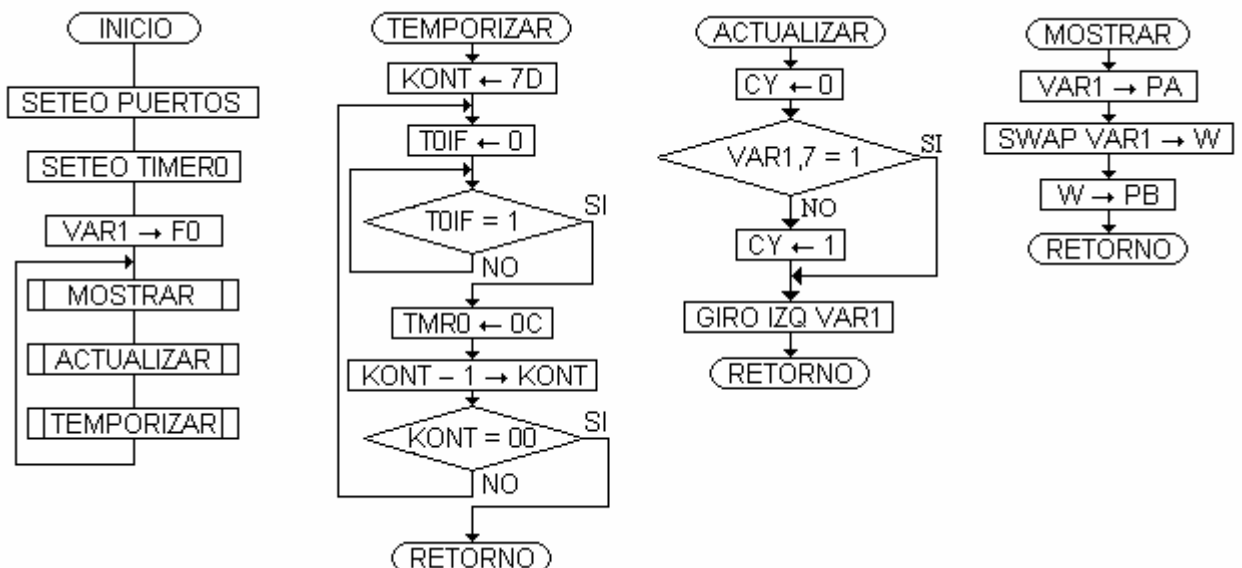 INICIO
SETEO PUERTOS
SETEO TIMER0
VAR1 → F0
MOSTRAR
ACTUALIZAR
TEMPORIZAR
TEMPORIZAR
KONT ← 7D
T0IF ← 0
T0IF = 1
SI
NO
TMR0 ← 0C
KONT – 1 → KONT
KONT = 00
SI
NO
RETORNO
ACTUALIZAR
CY ← 0
VAR1,7 = 1
SI
NO
CY ← 1
GIRO IZQ VAR1
RETORNO
MOSTRAR
VAR1 → PA
SWAP VAR1 → W
W → PB
RETORNO